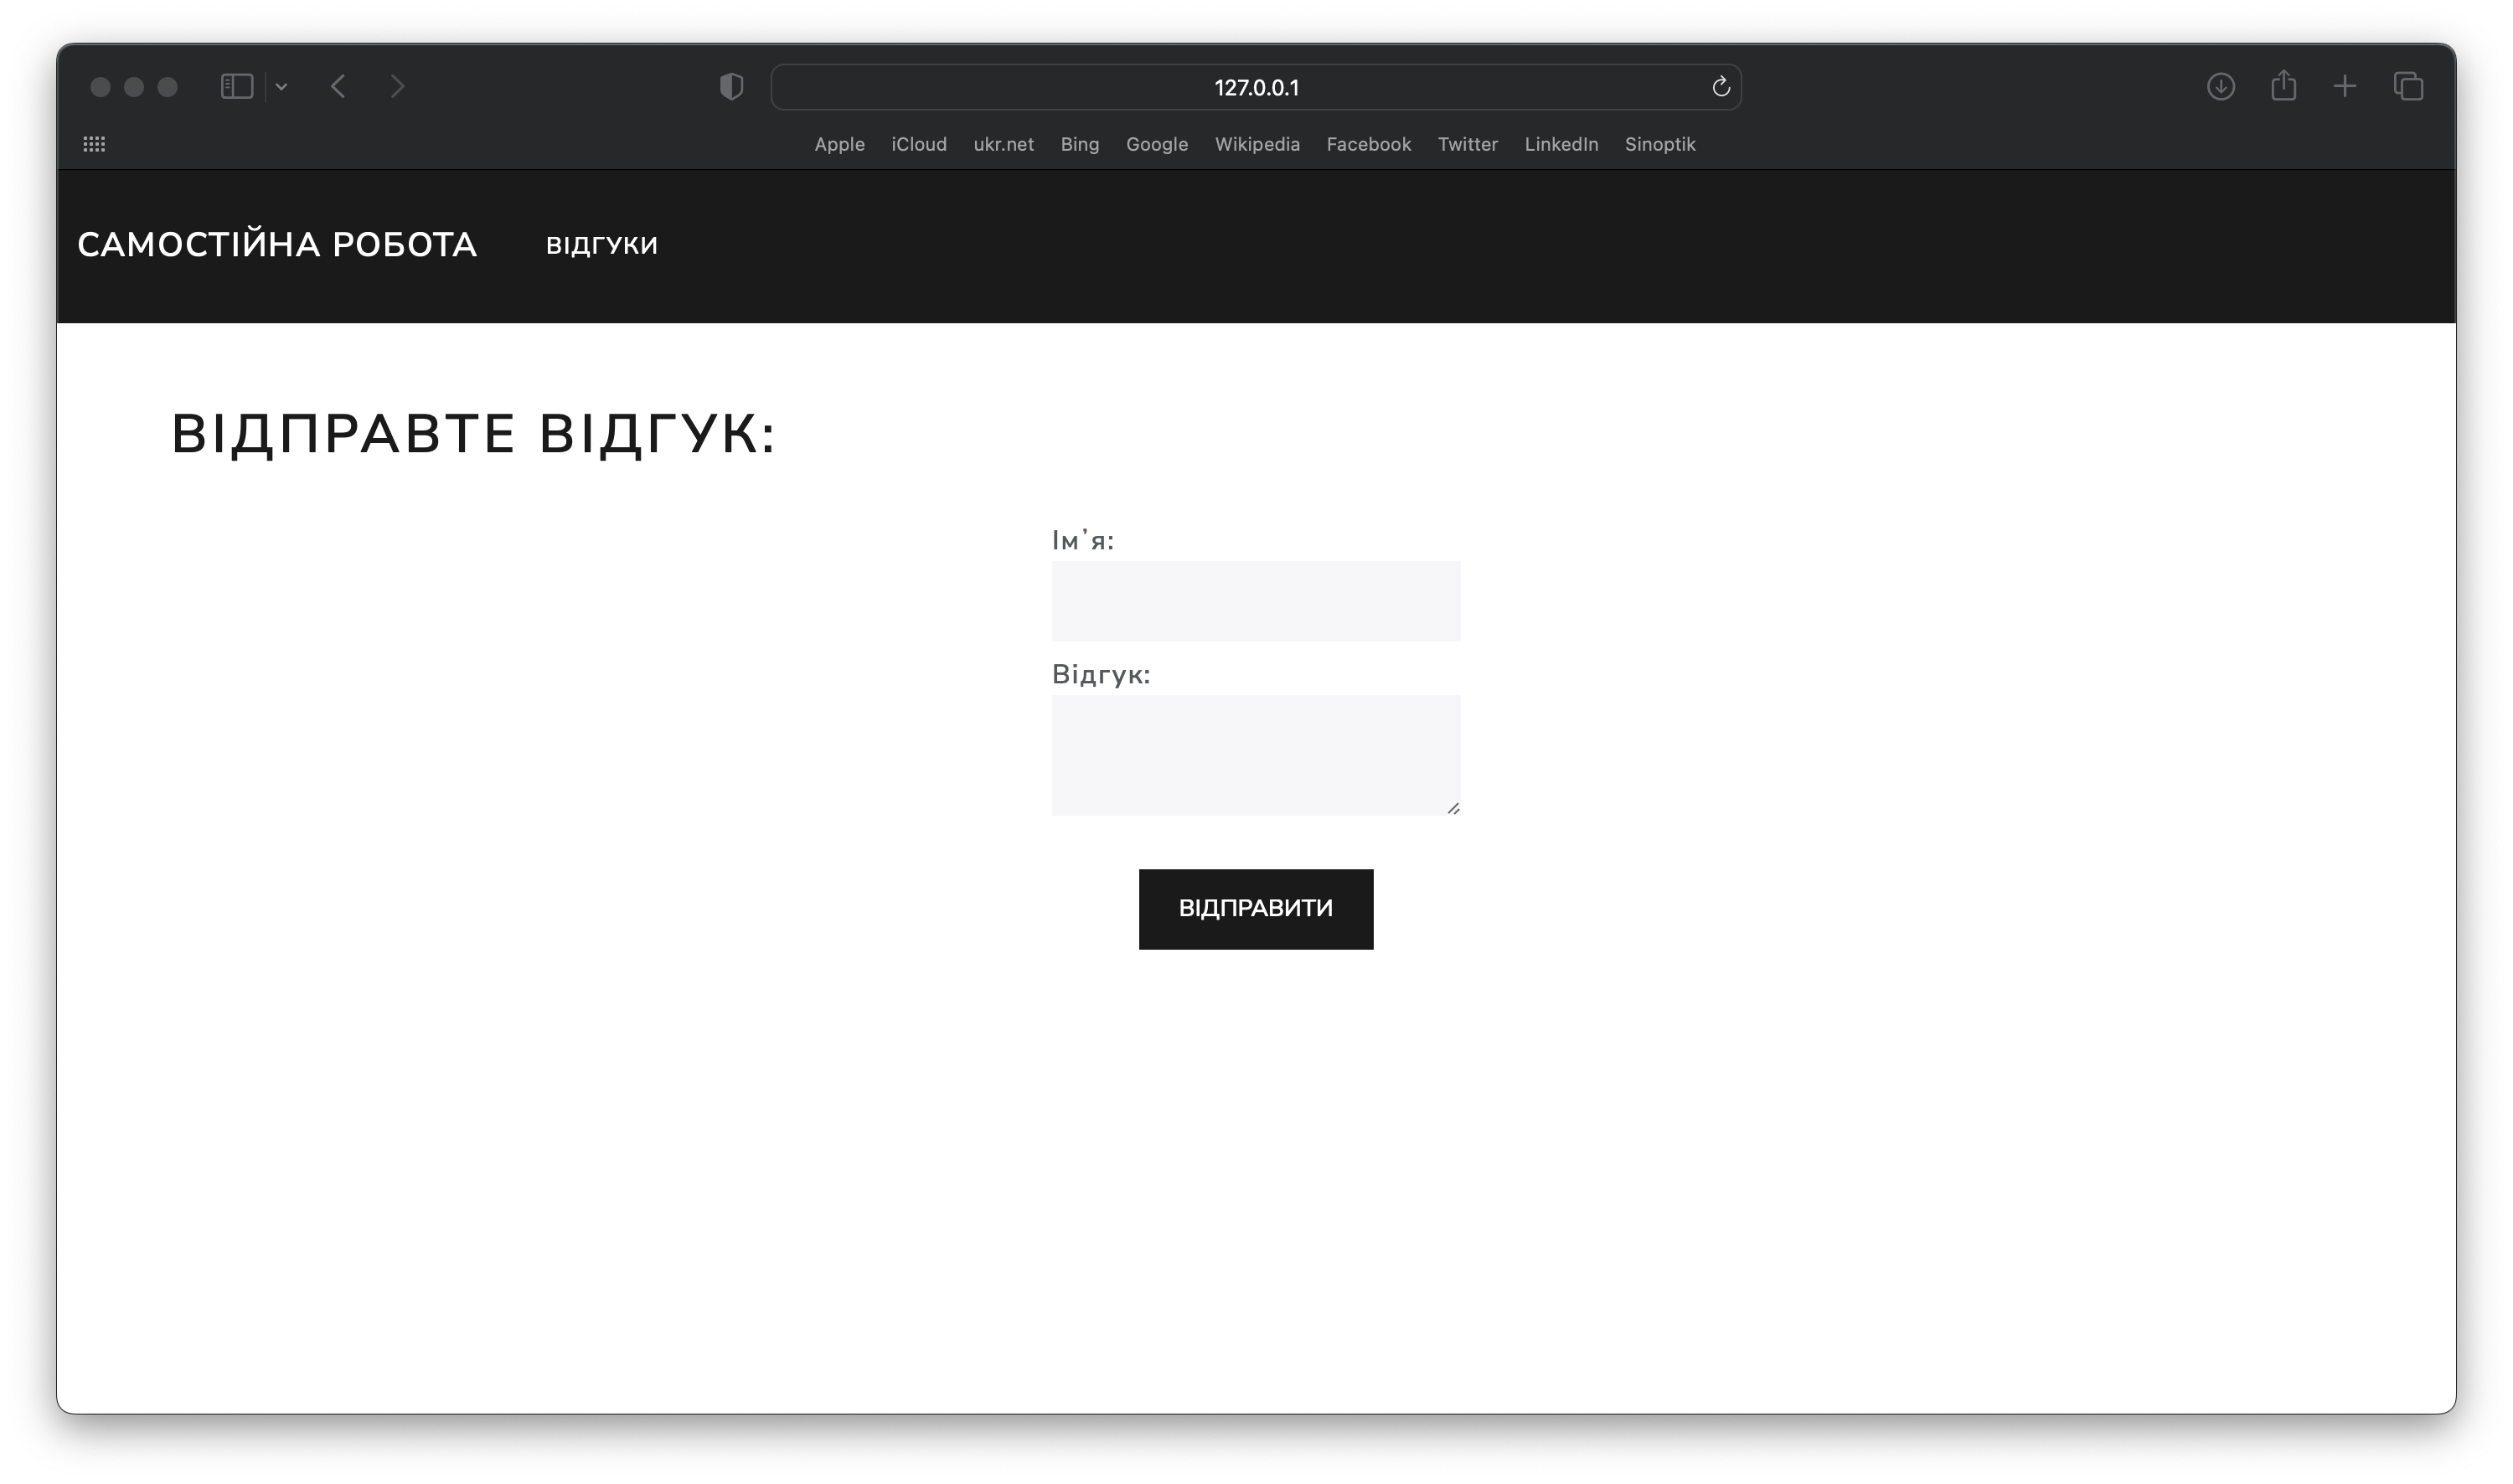 127.0.0.1
Apple iCloud ukr.net Bing Google Wikipedia Facebook Twitter LinkedIn Sinoptik
САМОСТІЙНА РОБОТА ВІДГУКИ
ВІДПРАВТЕ ВІДГУК:
Ім'я:
Відгук:
ВІДПРАВИТИ